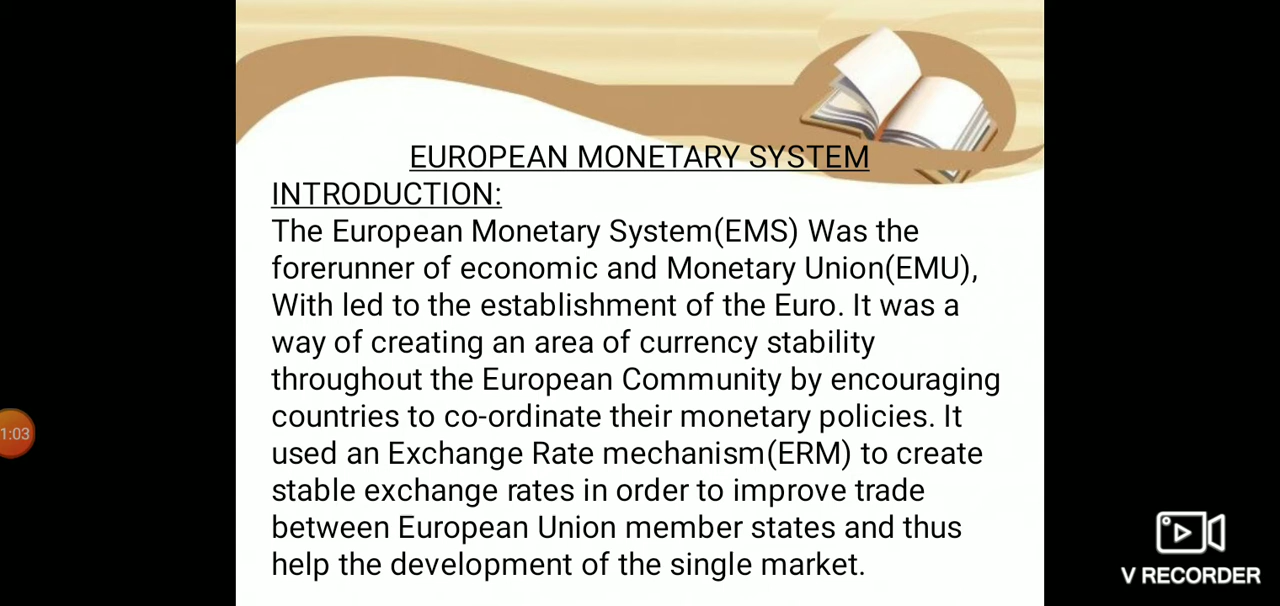 EUROPEAN MONETARY SYSTEM
INTRODUCTION:
The European Monetary System(EMS) Was the
forerunner of economic and Monetary Union(EMU),
With led to the establishment of the Euro. It was a
way of creating an area of currency stability
throughout the European Community by encouraging
countries to co-ordinate their monetary policies. It
used an Exchange Rate mechanism(ERM) to create
stable exchange rates in order to improve trade
between European Union member states and thus
help the development of the single market.
1:03
V RECORDER